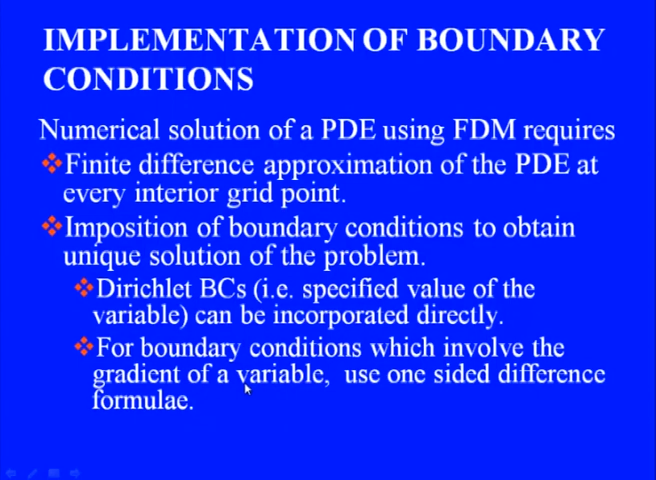 IMPLEMENTATION OF BOUNDARY
CONDITIONS
Numerical solution of a PDE using FDM requires
Finite difference approximation of the PDE at
every interior grid point.
Imposition of boundary conditions to obtain
unique solution of the problem.
Dirichlet BCs (i.e. specified value of the
variable) can be incorporated directly.
For boundary conditions which involve the
gradient of a variable, use one sided difference
formulae.